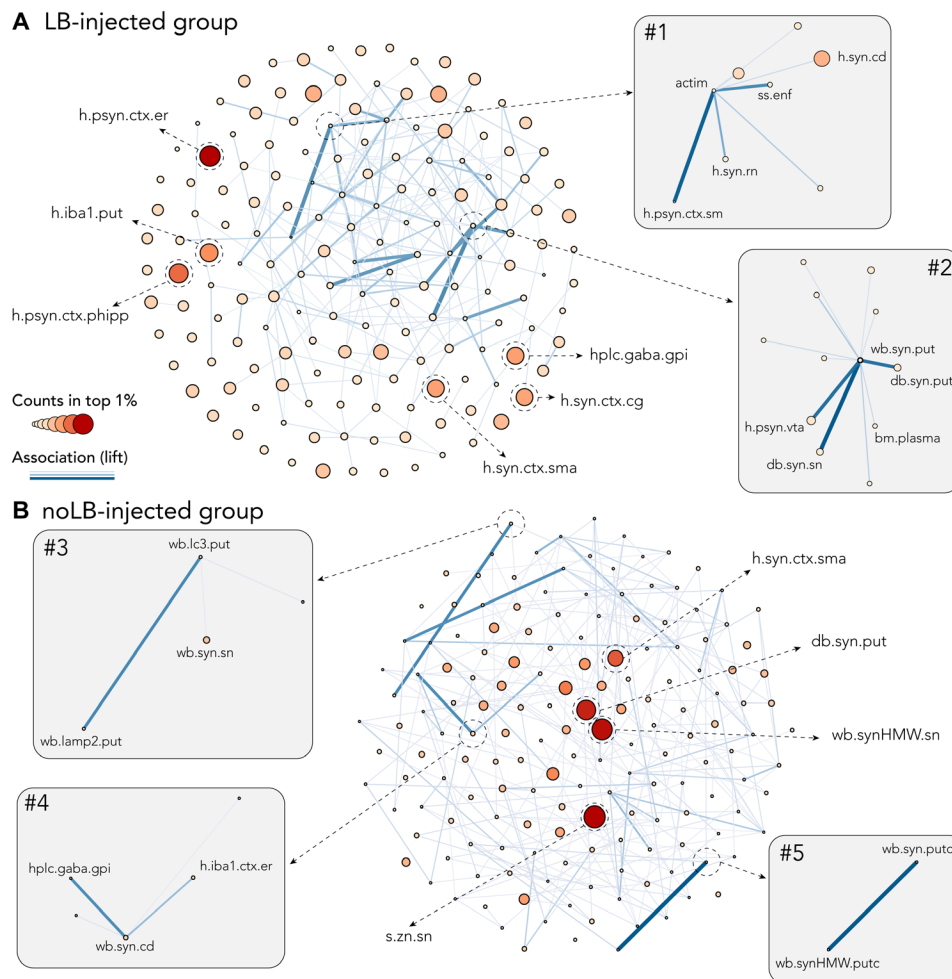 A LB-injected group
#1
h.syn.cd
actim
ss.enf
h.syn.rn
h.psyn.ctx.sm
h.psyn.ctx.er
h.iba1.put
h.psyn.ctx.phipp
#2
wb.syn.put
db.syn.put
h.psyn.vta
bm.plasma
db.syn.sn
hplc.gaba.gpi
h.syn.ctx.cg
h.syn.ctx.sma
Counts in top 1%
Association (lift)
B noLB-injected group
#3
wb.lc3.put
wb.syn.sn
wb.lamp2.put
h.syn.ctx.sma
db.syn.put
wb.synHMW.sn
#4
hplc.gaba.gpi
h.iba1.ctx.er
wb.syn.cd
s.zn.sn
#5
wb.syn.putc
wb.synHMW.putc